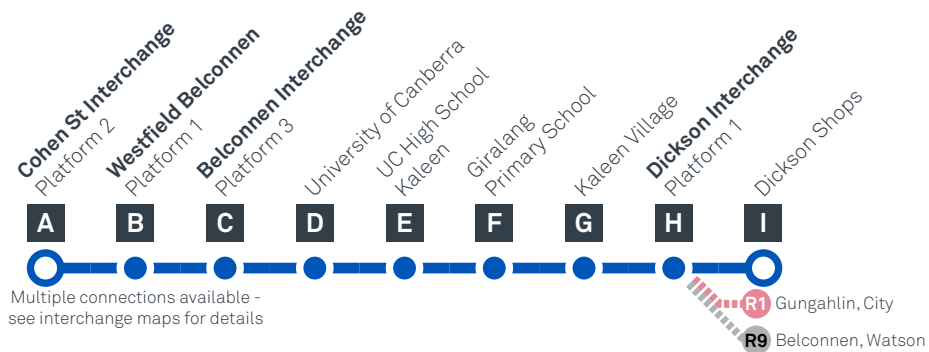 Cohen St Interchange
Platform 2
Westfield Belconnen
Platform 1
Belconnen Interchange
Platform 3
University of Canberra
UC High School
Kaleen
Giralang
Primary School
Kaleen Village
Dickson Interchange
Platform 1
Dickson Shops
A B C D E F G H I
Multiple connections available -
see interchange maps for details
R1 Gungahlin, City
R9 Belconnen, Watson